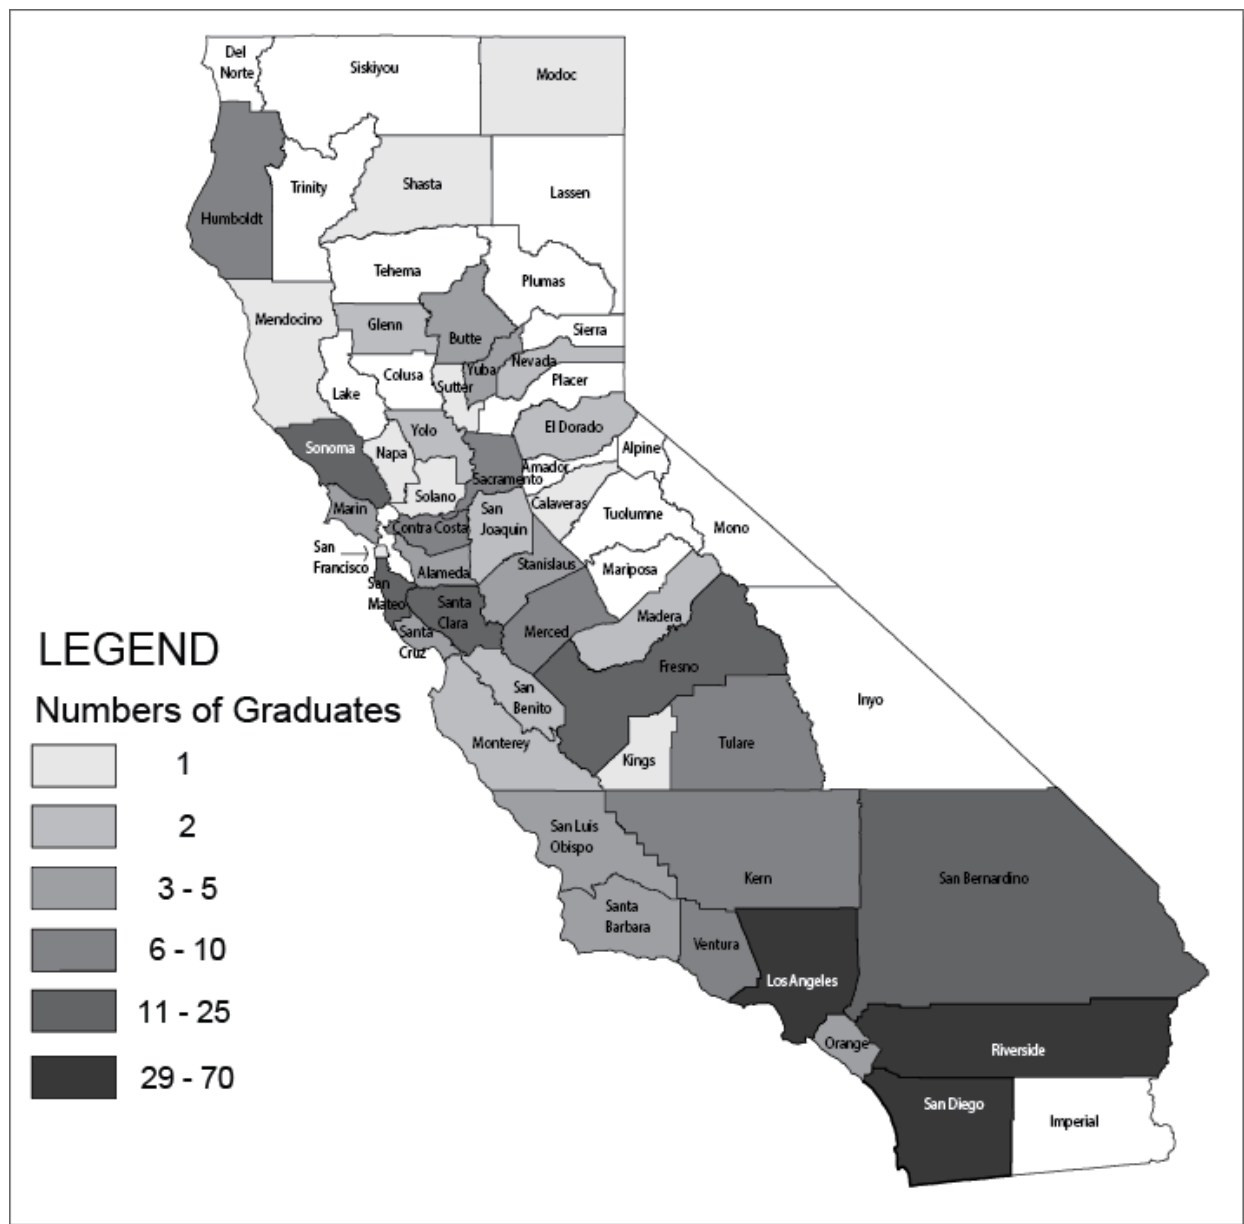 Del
Norte
Siskiyou
Modoc
Trinity
Shasta
Lassen
Humboldt
Tehema
Plumas
Mendocino
Glenn
Butte
Sierra
Nevada
Yuba
Colusa
Sutter
Placer
Lake
Yolo
El Dorado
Sonoma
Napa
Alpine
Amador
Sacramento
Solano
Calaveras
Marin
San
Joaquin
Tuolumne
Mono
Contra Costa
San
Francisco
Alameda
Stanislaus
Mariposa
San
Mateo
Santa
Clara
Merced
Madera
Santa
Cruz
Fresno
San
Benito
Inyo
Monterey
Kings
Tulare
San Luis
Obispo
Kern
San Bernardino
Santa
Barbara
Ventura
Los Angeles
Orange
Riverside
San Diego
Imperial
LEGEND
Numbers of Graduates
1
2
3 - 5
6 - 10
11 - 25
29 - 70